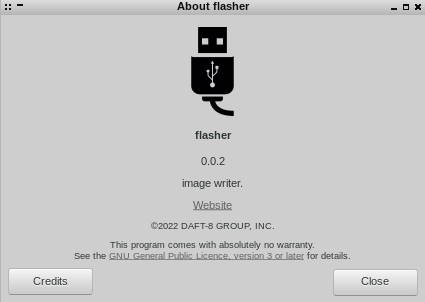 About flasher
flasher
0.0.2
image writer.
Website
©2022 DAFT-8 GROUP, INC.
This program comes with absolutely no warranty.
See the GNU General Public Licence, version 3 or later for details.
Credits
Close